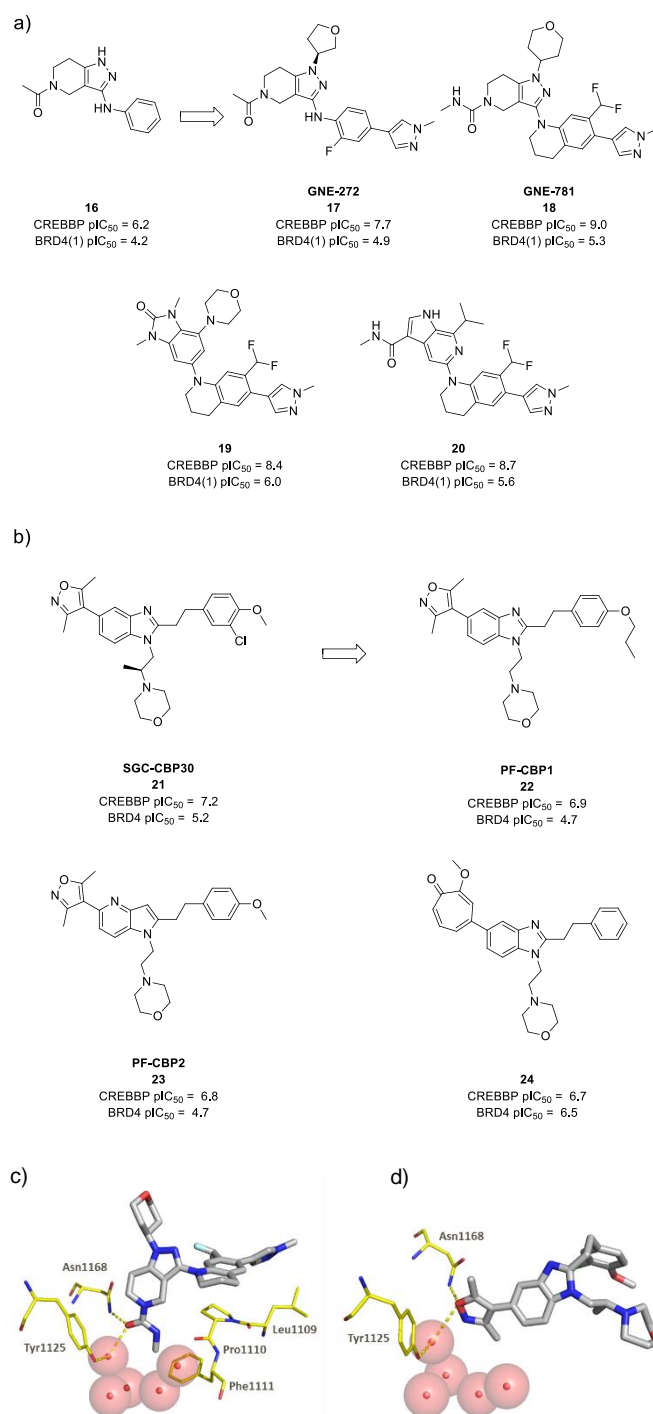 a)
16
CREBBP pIC50 = 6.2
BRD4(1) pIC50 = 4.2
GNE-272
17
CREBBP pIC50 = 7.7
BRD4(1) pIC50 = 4.9
GNE-781
18
CREBBP pIC50 = 9.0
BRD4(1) pIC50 = 5.3
19
CREBBP pIC50 = 8.4
BRD4(1) pIC50 = 6.0
20
CREBBP pIC50 = 8.7
BRD4(1) pIC50 = 5.6
b)
SGC-CBP30
21
CREBBP pIC50 = 7.2
BRD4 pIC50 = 5.2
PF-CBP1
22
CREBBP pIC50 = 6.9
BRD4 pIC50 = 4.7
PF-CBP2
23
CREBBP pIC50 = 6.8
BRD4 pIC50 = 4.7
24
CREBBP pIC50 = 6.7
BRD4 pIC50 = 6.5
c)
Asn1168
Tyr1125
Leu1109
Pro1110
Phe1111
d)
Asn1168
Tyr1125